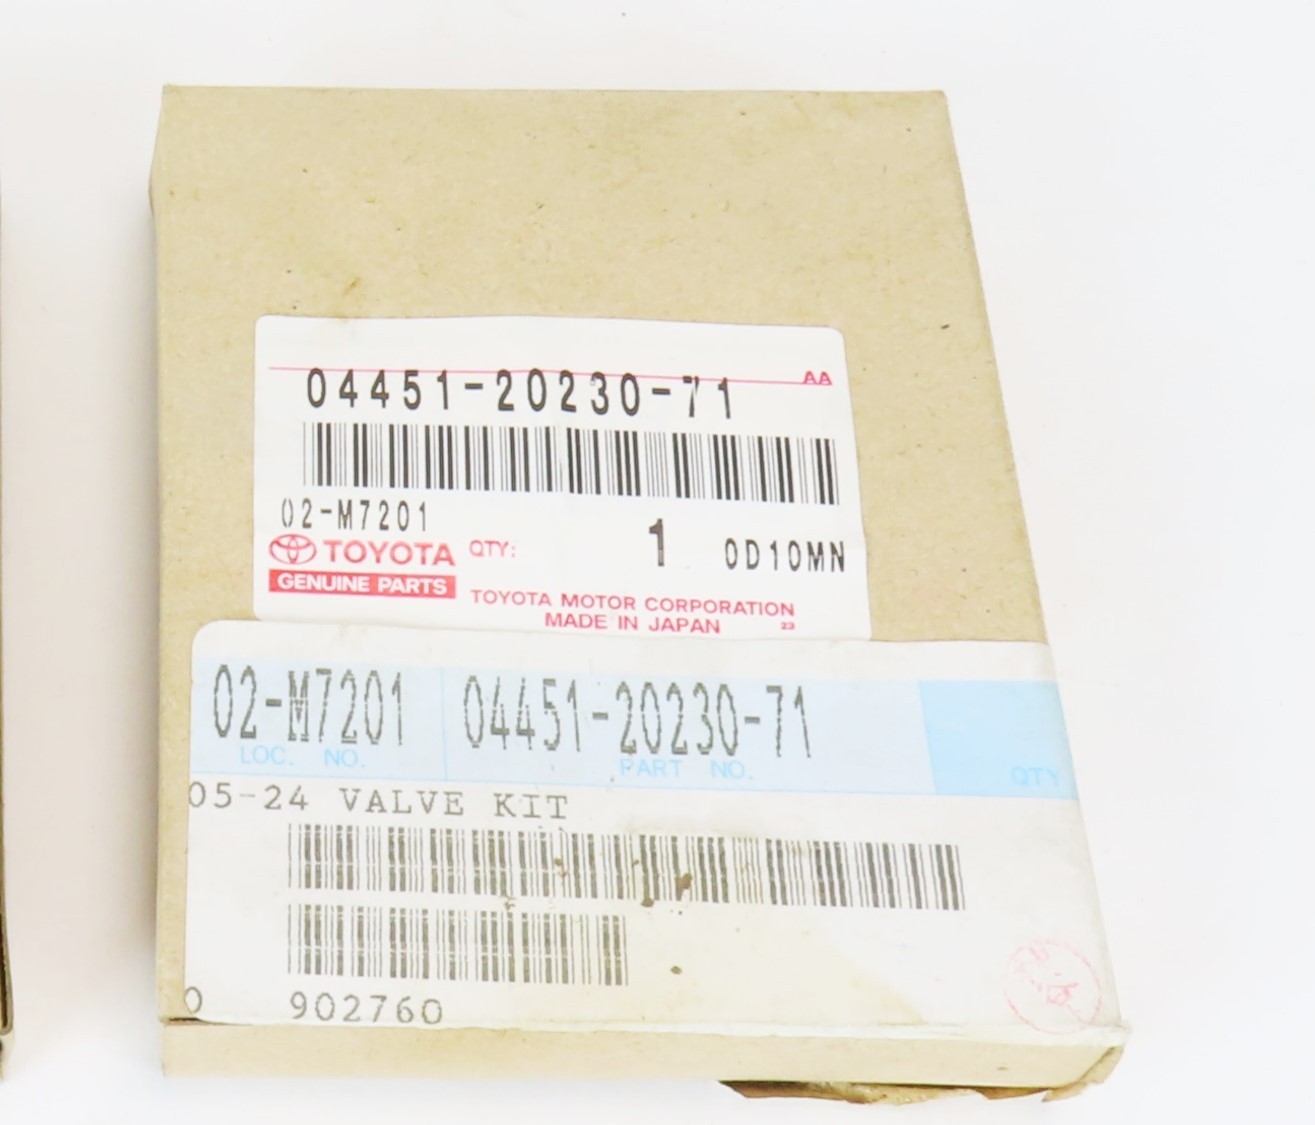 AA
04451-20230-71
02-M7201
TOYOTA QTY: 1 0D10MN
GENUINE PARTS
TOYOTA MOTOR CORPORATION
MADE IN JAPAN 23
02-M7201 04451-20230-71
LOC. NO. PART NO. QTY
05-24 VALVE KIT
0 902760